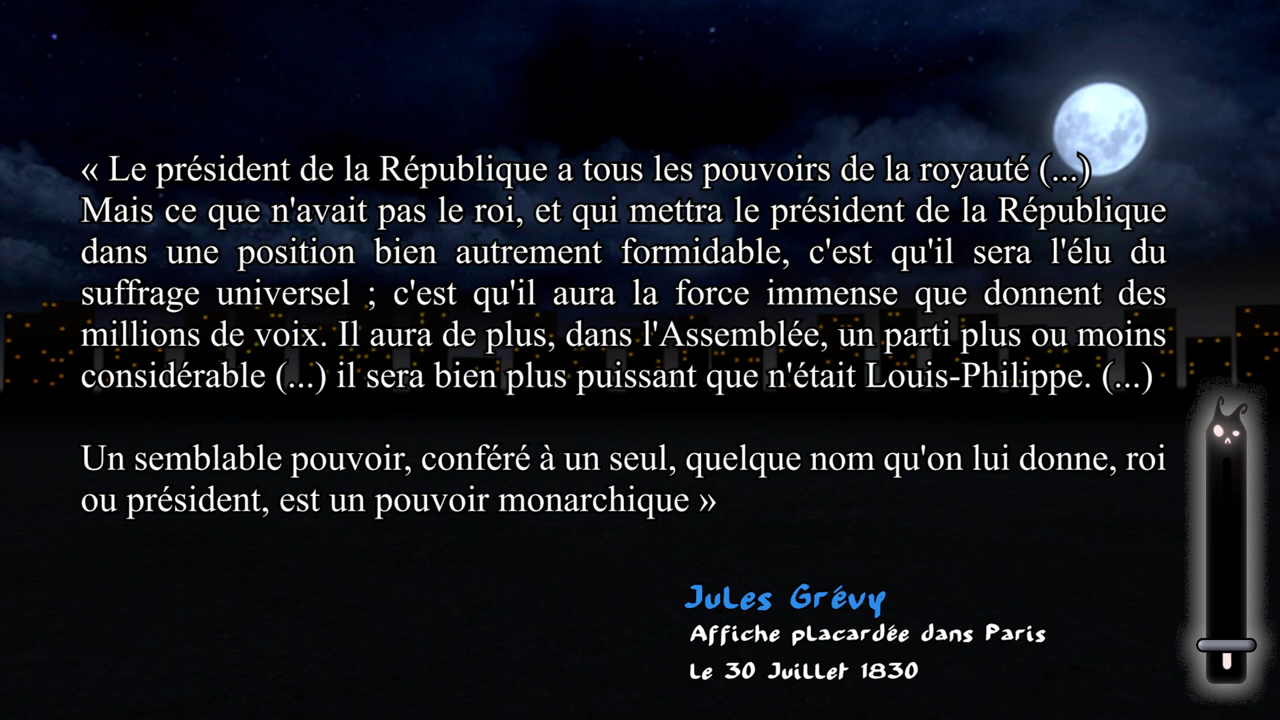 « Le président de la République a tous les pouvoirs de la royauté (...)
Mais ce que n'avait pas le roi, et qui mettra le président de la République
dans une position bien autrement formidable, c'est qu'il sera l'élu du
suffrage universel ; c'est qu'il aura la force immense que donnent des
millions de voix. Il aura de plus, dans l'Assemblée, un parti plus ou moins
considérable (...) il sera bien plus puissant que n'était Louis-Philippe. (...)
Un semblable pouvoir, conféré à un seul, quelque nom qu'on lui donne, roi
ou président, est un pouvoir monarchique »
Jules Grévy
Affiche placardée dans Paris
Le 30 Juillet 1830